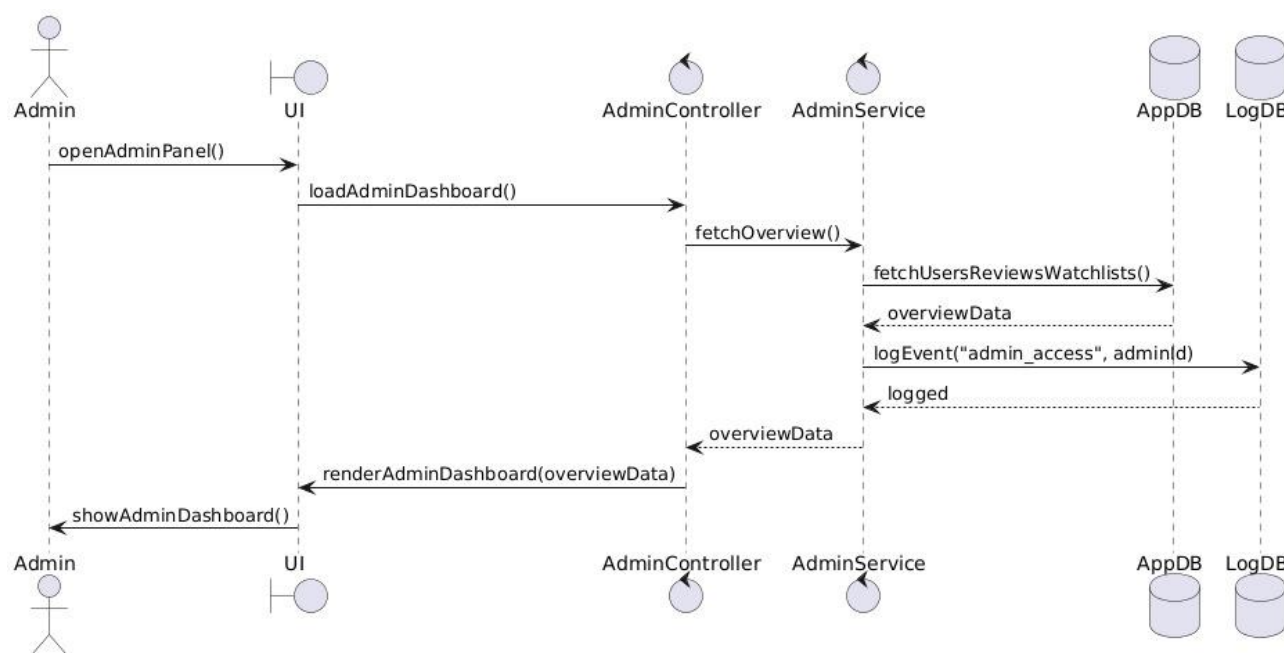 Admin UI AdminController AdminService AppDB LogDB
openAdminPanel()
loadAdminDashboard()
fetchOverview()
fetchUsersReviewsWatchlists()
overviewData
logEvent("admin_access", adminId)
logged
overviewData
renderAdminDashboard(overviewData)
showAdminDashboard()
Admin UI AdminController AdminService AppDB LogDB